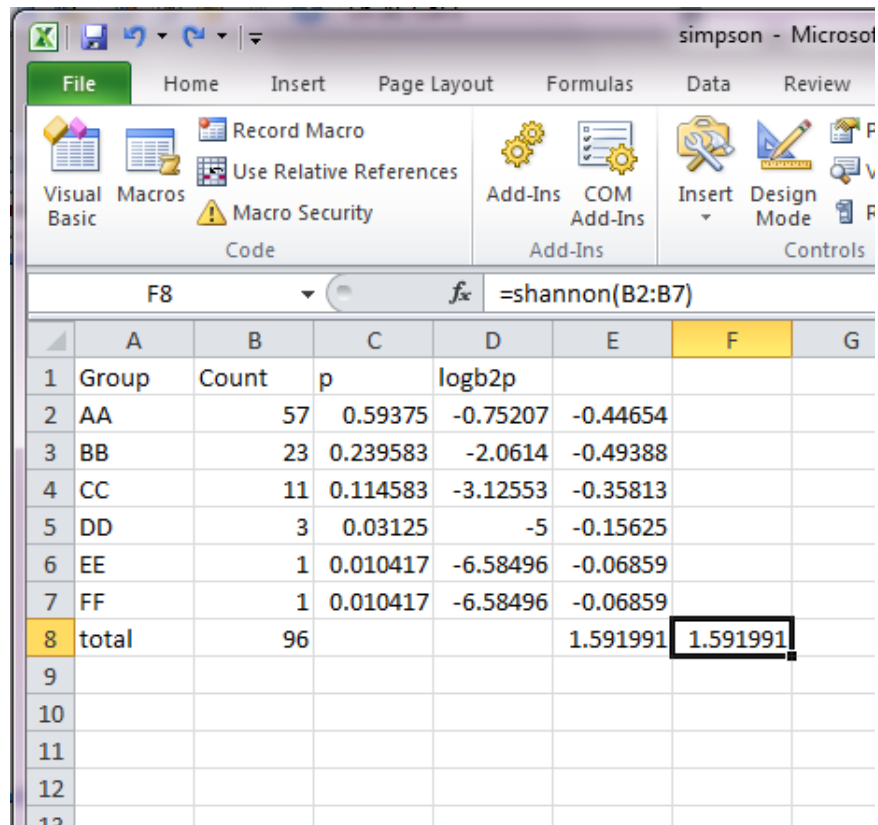 simpson - Microsof
File Home Insert Page Layout Formulas Data Review
Visual Basic
Macros
Record Macro
Use Relative References
Macro Security
Code
Add-Ins
COM Add-Ins
Add-Ins
Insert
Design Mode
Controls
F8 fx =shannon(B2:B7)
A B C D E F G
1 Group Count p logb2p
2 AA 57 0.59375 -0.75207 -0.44654
3 BB 23 0.239583 -2.0614 -0.49388
4 CC 11 0.114583 -3.12553 -0.35813
5 DD 3 0.03125 -5 -0.15625
6 EE 1 0.010417 -6.58496 -0.06859
7 FF 1 0.010417 -6.58496 -0.06859
8 total 96 1.591991 1.591991
9
10
11
12